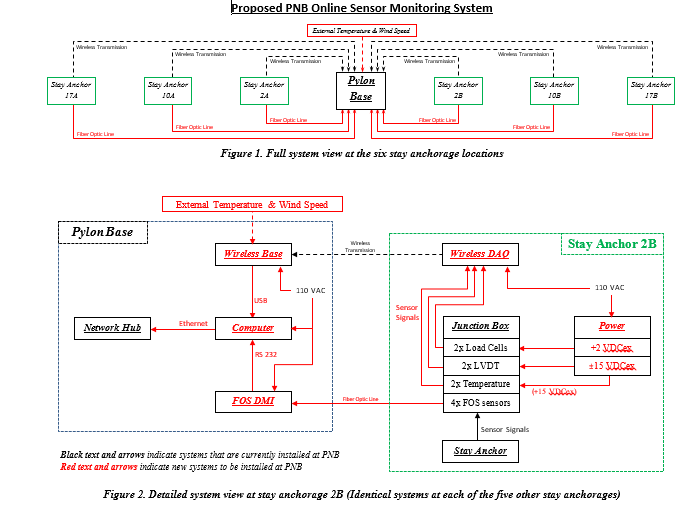 Proposed PNB Online Sensor Monitoring System
External Temperature & Wind Speed
Wireless Transmission
Wireless Transmission
Wireless Transmission
Wireless Transmission
Wireless Transmission
Wireless Transmission
Stay Anchor
17A
Stay Anchor
10A
Stay Anchor
2A
Pylon
Base
Stay Anchor
2B
Stay Anchor
10B
Stay Anchor
17B
Fiber Optic Line
Fiber Optic Line
Fiber Optic Line
Fiber Optic Line
Fiber Optic Line
Fiber Optic Line
Figure 1. Full system view at the six stay anchorage locations
External Temperature & Wind Speed
Pylon Base
Stay Anchor 2B
Wireless Base
Wireless
Transmission
Wireless DAQ
110 VAC
110 VAC
USB
Sensor
Signals
Network Hub
Ethernet
Computer
Junction Box
Power
2x Load Cells
+2 VDCex
RS 232
2x LVDT
±15 VDCex
2x Temperature
(+15 VDCex)
FOS DMI
Fiber Optic Line
4x FOS sensors
Sensor Signals
Stay Anchor
Black text and arrows indicate systems that are currently installed at PNB
Red text and arrows indicate new systems to be installed at PNB
Figure 2. Detailed system view at stay anchorage 2B (Identical systems at each of the five other stay anchorages)